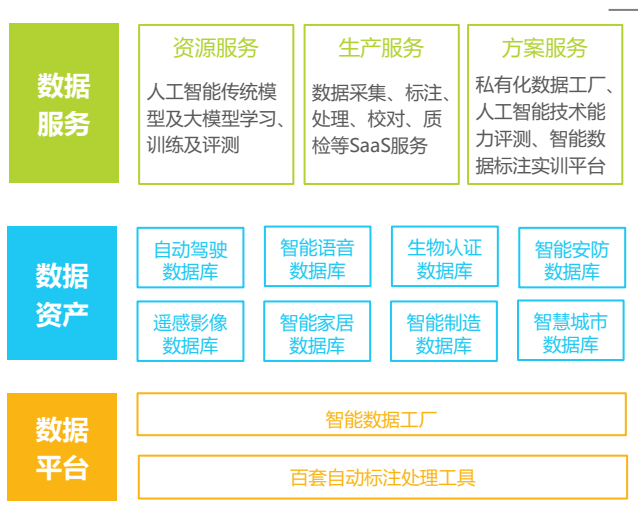 数据
服务
资源服务
人工智能传统模
型及大模型学习、
训练及评测
生产服务
数据采集、标注、
处理、校对、质
检等SaaS服务
方案服务
私有化数据工厂、
人工智能技术能
力评测、智能数
据标注实训平台
数据
资产
自动驾驶
数据库
智能语音
数据库
生物认证
数据库
智能安防
数据库
遥感影像
数据库
智能家居
数据库
智能制造
数据库
智慧城市
数据库
数据
平台
智能数据工厂
百套自动标注处理工具